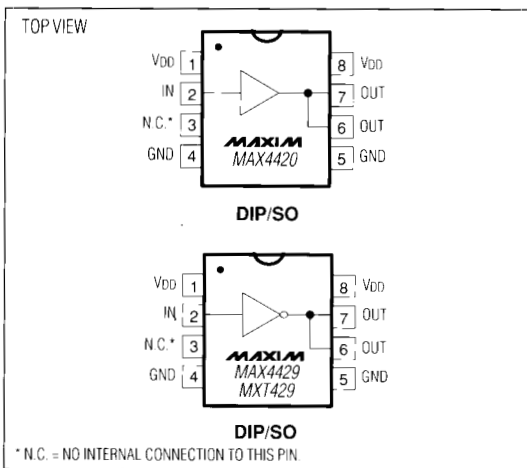 TOP VIEW
VDD 1 8 VDD
IN 2 7 OUT
N.C.* 3 6 OUT
GND 4 5 GND
MAXIM
MAX4420
DIP/SO
VDD 1 8 VDD
IN 2 7 OUT
N.C.* 3 6 OUT
GND 4 5 GND
MAXIM
MAX4429
MXT429
DIP/SO
* N.C. = NO INTERNAL CONNECTION TO THIS PIN.